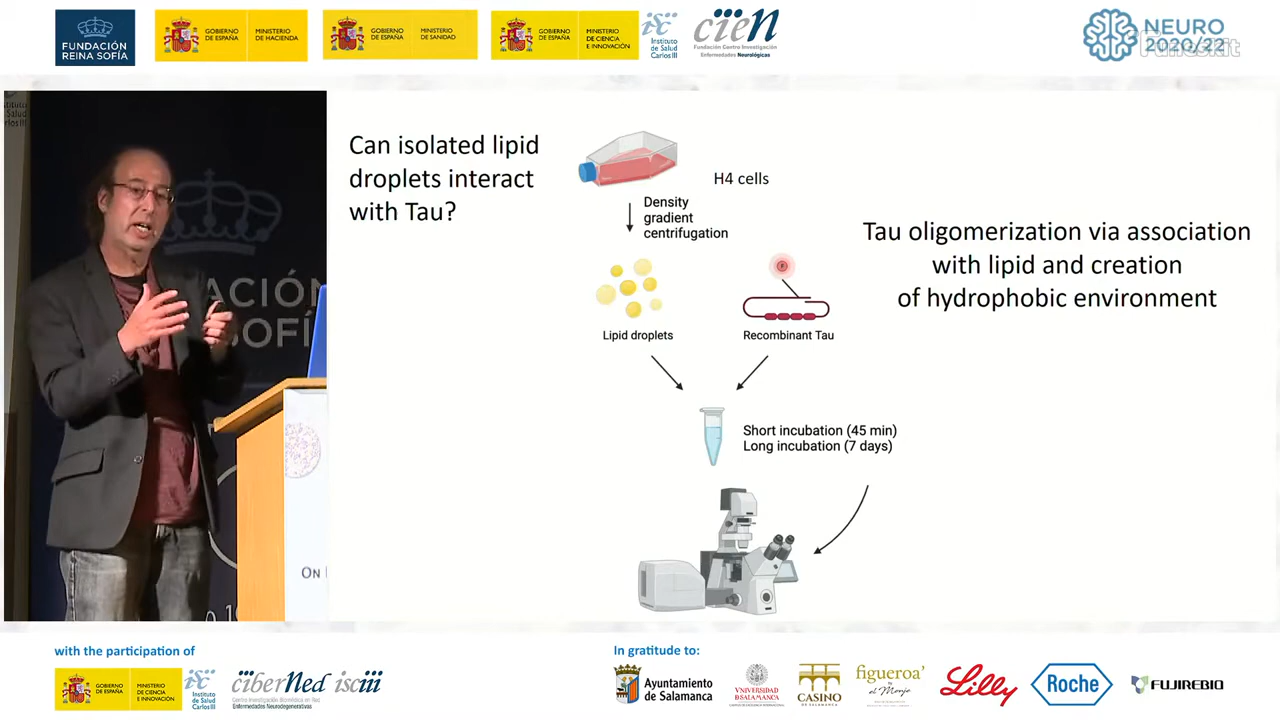 FUNDACIÓN
REINA SOFÍA
GOBIERNO
DE ESPAÑA
MINISTERIO
DE HACIENDA
GOBIERNO
DE ESPAÑA
MINISTERIO
DE SANIDAD
GOBIERNO
DE ESPAÑA
MINISTERIO
DE CIENCIA
E INNOVACIÓN
Instituto
de Salud
Carlos III
cien
Fundación Centro Investigación
Enfermedades Neurológicas
NEURO
2020/22
Can isolated lipid
droplets interact
with Tau?
H4 cells
Density
gradient
centrifugation
Lipid droplets
Recombinant Tau
Short incubation (45 min)
Long incubation (7 days)
Tau oligomerization via association
with lipid and creation
of hydrophobic environment
ACIÓN
SOFÍ
ON
with the participation of
GOBIERNO
DE ESPAÑA
MINISTERIO
DE CIENCIA
E INNOVACIÓN
Instituto
de Salud
Carlos III
ciberNed isciii
Centro Investigación Biomédica en Red
Enfermedades Neurodegenerativas
In gratitude to:
Ayuntamiento
de Salamanca
VNIVERSIDAD
D SALAMANCA
CASINO
DE SALAMANCA
figueroa'
el Monje
Lilly
Roche
FUJIREBIO